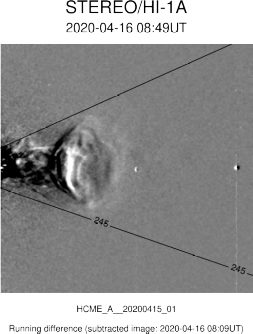 STEREO/HI-1A
2020-04-16 08:49UT
245
245
HCME_A__20200415_01
Running difference (subtracted image: 2020-04-16 08:09UT)